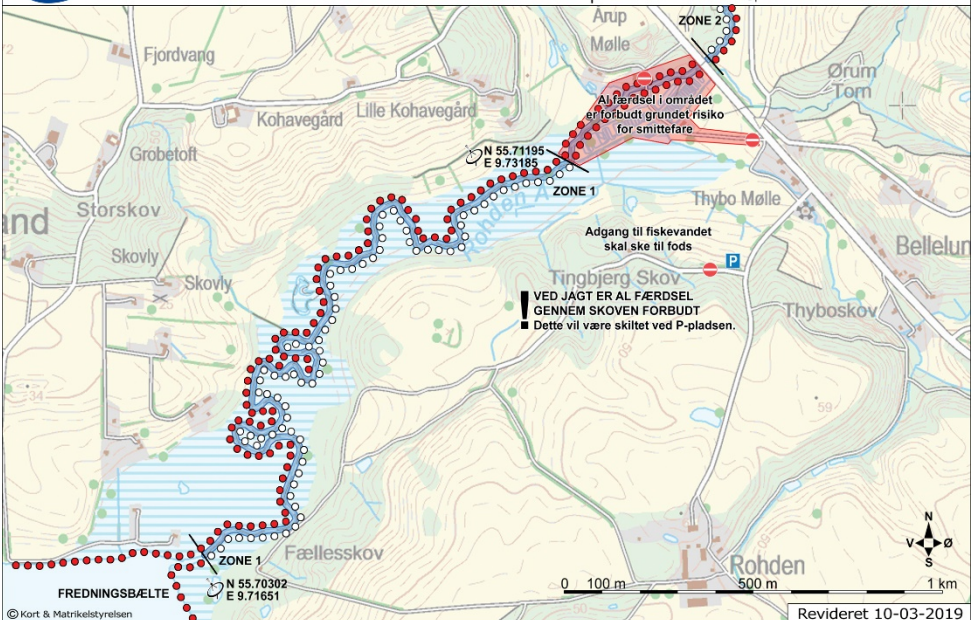 Arup
Mølle
ZONE 2
Fjordvang
Ørum
Torn
Al færdsel i området
er forbudt grundet risiko
for smittefare
Kohavegård
Lille Kohavegård
Grobetoft
N 55.71195
E 9.73185
ZONE 1
Rohden Å
Thybo Mølle
Storskov
and
Adgang til fiskevandet
skal ske til fods
P
Bellelun
Skovly
Skovly
Tingbjerg Skov
! VED JAGT ER AL FÆRDSEL
GENNEM SKOVEN FORBUDT
Dette vil være skiltet ved P-pladsen.
Thyboskov
50
60
34
59
N
V Ø
S
ZONE 1
Fællesskov
Rohden
N 55.70302
E 9.71651
FREDNINGSBÆLTE
0 100 m 500 m 1 km
© Kort & Matrikelstyrelsen
Revideret 10-03-2019